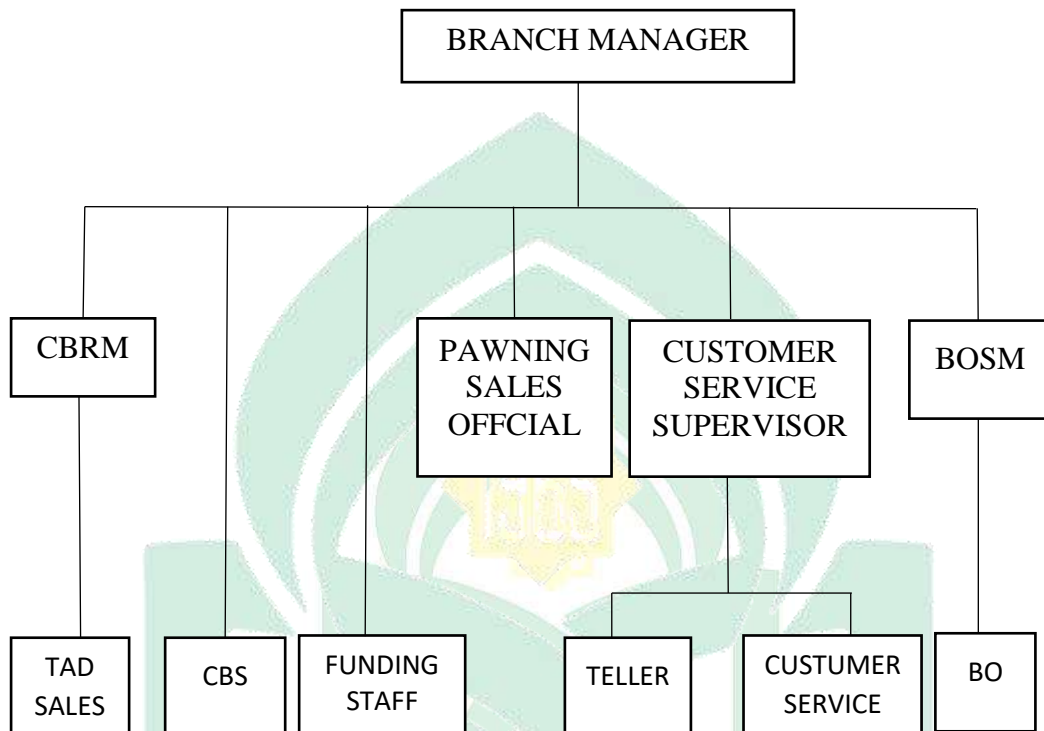 BRANCH MANAGER
CBRM
PAWNING
SALES
OFFCIAL
CUSTOMER
SERVICE
SUPERVISOR
BOSM
TAD
SALES
CBS
FUNDING
STAFF
TELLER
CUSTUMER
SERVICE
BO